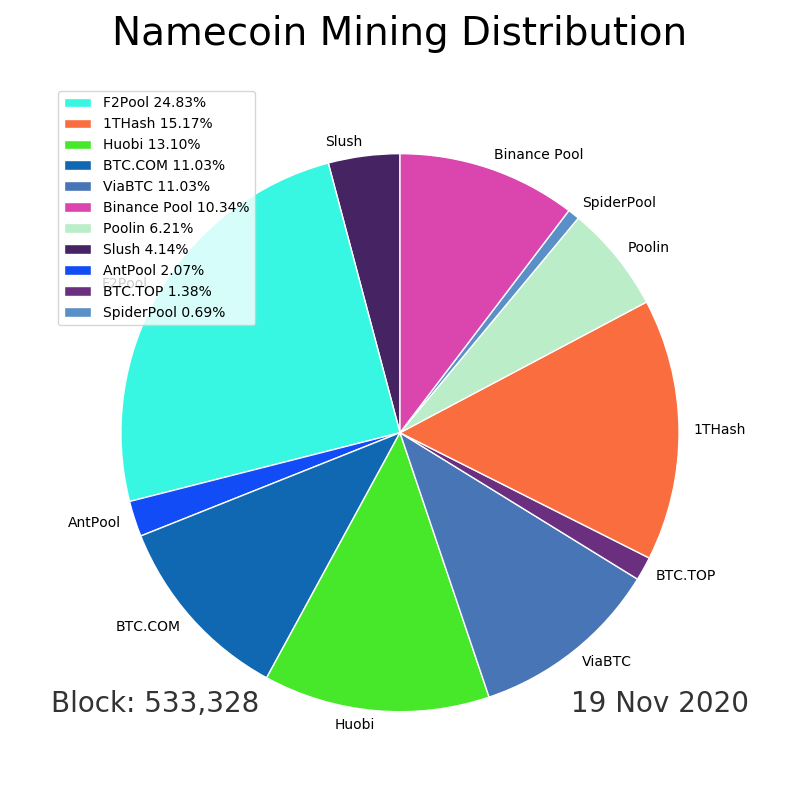 Namecoin Mining Distribution
F2Pool 24.83%
1THash 15.17%
Huobi 13.10%
BTC.COM 11.03%
ViaBTC 11.03%
Binance Pool 10.34%
Poolin 6.21%
Slush 4.14%
AntPool 2.07%
BTC.TOP 1.38%
SpiderPool 0.69%
F2Pool
Slush
Binance Pool
SpiderPool
Poolin
1THash
BTC.TOP
ViaBTC
Huobi
BTC.COM
AntPool
Block: 533,328
19 Nov 2020